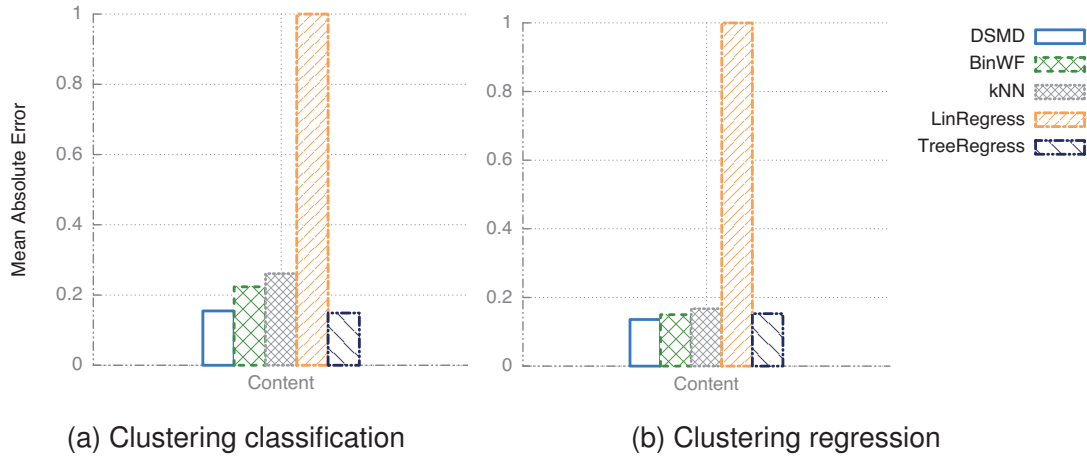 Mean Absolute Error
1
0.8
0.6
0.4
0.2
0
Content
(a) Clustering classification
1
0.8
0.6
0.4
0.2
0
Content
(b) Clustering regression
DSMD
BinWF
kNN
LinRegress
TreeRegress